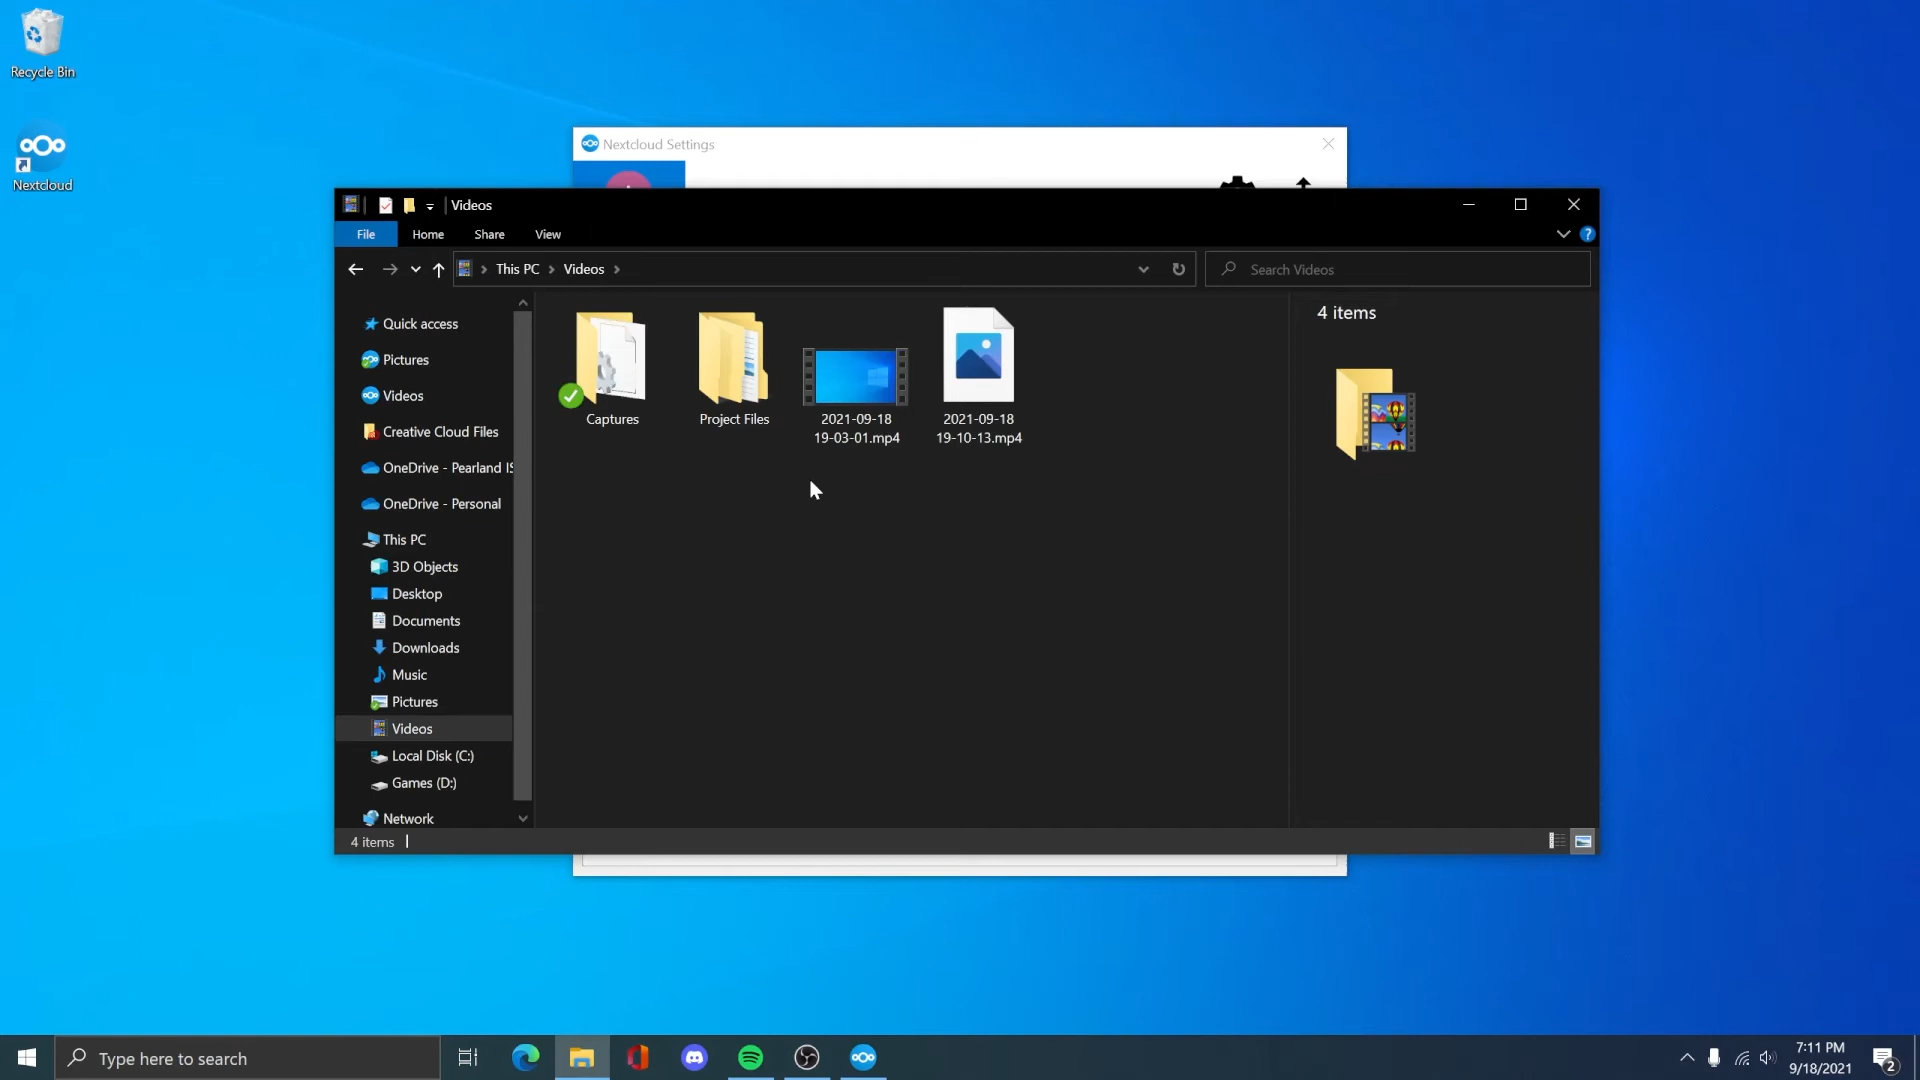 Recycle Bin
Nextcloud
Nextcloud Settings
Videos
File
Home
Share
View
?
This PC
Videos
Search Videos
Quick access
Pictures
Videos
Creative Cloud Files
OneDrive - Pearland IS
OneDrive - Personal
This PC
3D Objects
Desktop
Documents
Downloads
Music
Pictures
Videos
Local Disk (C:)
Games (D:)
Network
Captures
Project Files
2021-09-18
19-03-01.mp4
2021-09-18
19-10-13.mp4
4 items
4 items
Type here to search
7:11 PM
9/18/2021
2